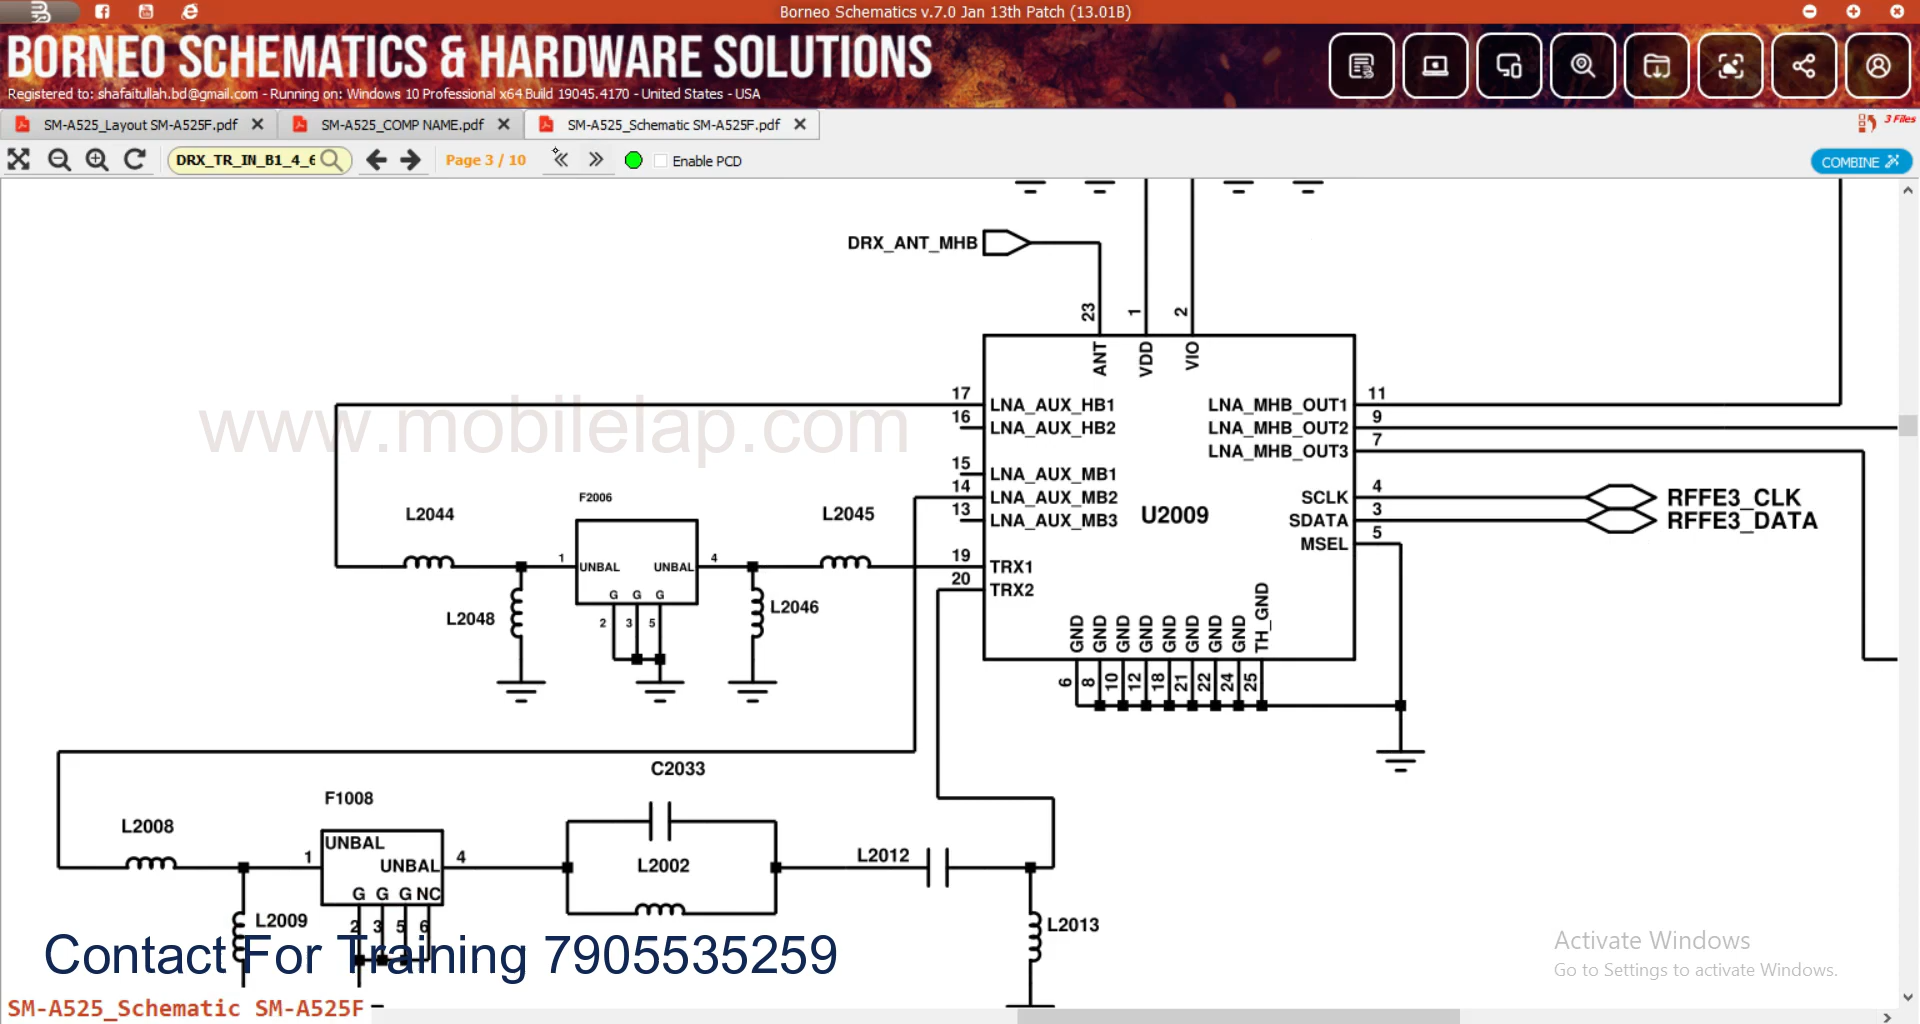 Borneo Schematics v.7.0 Jan 13th Patch (13.01B)
BORNEO SCHEMATICS & HARDWARE SOLUTIONS
Registered to: shafaitullah.bd@gmail.com - Running on: Windows 10 Professional x64 Build 19045.4170 - United States - USA
SM-A525_Layout SM-A525F.pdf
SM-A525_COMP NAME.pdf
SM-A525_Schematic SM-A525F.pdf
3 Files
DRX_TR_IN_B1_4_6
Page 3 / 10
Enable PCD
COMBINE
DRX_ANT_MHB
23
1
2
ANT
VDD
VIO
www.mobilelap.com
17
LNA_AUX_HB1
16
LNA_AUX_HB2
15
LNA_AUX_MB1
14
LNA_AUX_MB2
13
LNA_AUX_MB3
19
TRX1
20
TRX2
U2009
LNA_MHB_OUT1
11
LNA_MHB_OUT2
9
LNA_MHB_OUT3
7
SCLK
4
SDATA
3
MSEL
5
RFFE3_CLK
RFFE3_DATA
GND
GND
GND
GND
GND
GND
GND
GND
TH_GND
6
8
10
12
18
21
22
24
25
L2044
F2006
L2045
1
UNBAL
UNBAL
4
G G G
2
3
5
L2048
L2046
C2033
F1008
L2008
1
UNBAL
UNBAL
4
G G G NC
2
3
5
6
L2009
L2002
L2012
L2013
Contact For Training 7905535259
Activate Windows
Go to Settings to activate Windows.
SM-A525_Schematic SM-A525F